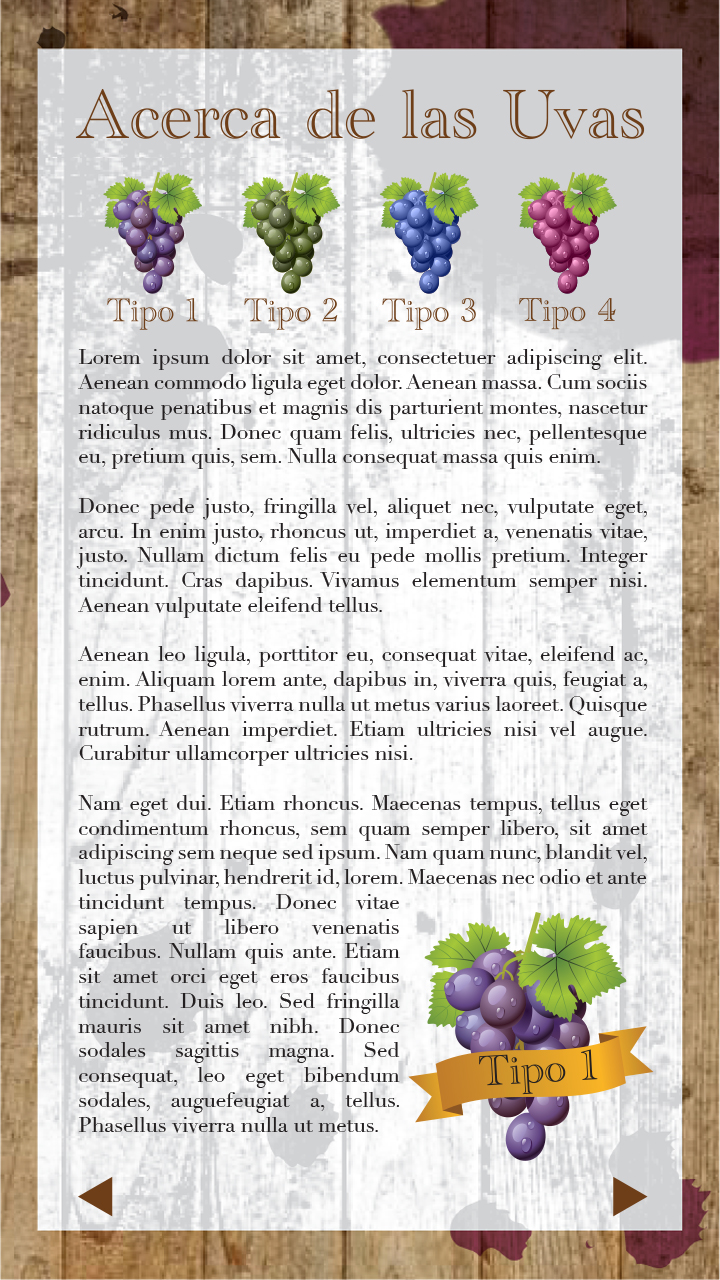 Acerca de las Uvas
Tipo 1 Tipo 2 Tipo 3 Tipo 4
Lorem ipsum dolor sit amet, consectetuer adipiscing elit.
Aenean commodo ligula eget dolor. Aenean massa. Cum sociis
natoque penatibus et magnis dis parturient montes, nascetur
ridiculus mus. Donec quam felis, ultricies nec, pellentesque
eu, pretium quis, sem. Nulla consequat massa quis enim.
Donec pede justo, fringilla vel, aliquet nec, vulputate eget,
arcu. In enim justo, rhoncus ut, imperdiet a, venenatis vitae,
justo. Nullam dictum felis eu pede mollis pretium. Integer
tincidunt. Cras dapibus. Vivamus elementum semper nisi.
Aenean vulputate eleifend tellus.
Aenean leo ligula, porttitor eu, consequat vitae, eleifend ac,
enim. Aliquam lorem ante, dapibus in, viverra quis, feugiat a,
tellus. Phasellus viverra nulla ut metus varius laoreet. Quisque
rutrum. Aenean imperdiet. Etiam ultricies nisi vel augue.
Curabitur ullamcorper ultricies nisi.
Nam eget dui. Etiam rhoncus. Maecenas tempus, tellus eget
condimentum rhoncus, sem quam semper libero, sit amet
adipiscing sem neque sed ipsum. Nam quam nunc, blandit vel,
luctus pulvinar, hendrerit id, lorem. Maecenas nec odio et ante
tincidunt tempus. Donec vitae
sapien ut libero venenatis
faucibus. Nullam quis ante. Etiam
sit amet orci eget eros faucibus
tincidunt. Duis leo. Sed fringilla
mauris sit amet nibh. Donec
sodales sagittis magna. Sed
consequat, leo eget bibendum
sodales, auguefeugiat a, tellus.
Phasellus viverra nulla ut metus.
Tipo 1